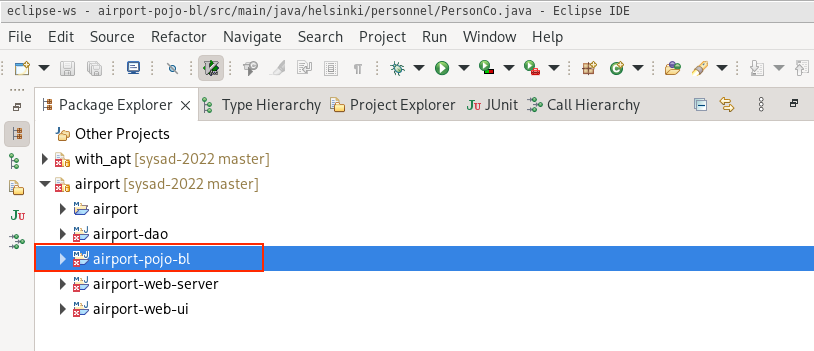 eclipse-ws - airport-pojo-bl/src/main/java/helsinki/personnel/PersonCo.java - Eclipse IDE
File Edit Source Refactor Navigate Search Project Run Window Help
Package Explorer Type Hierarchy Project Explorer JU JUnit Call Hierarchy
Other Projects
with_apt [sysad-2022 master]
airport [sysad-2022 master]
JU
airport
airport-dao
airport-pojo-bl
airport-web-server
airport-web-ui